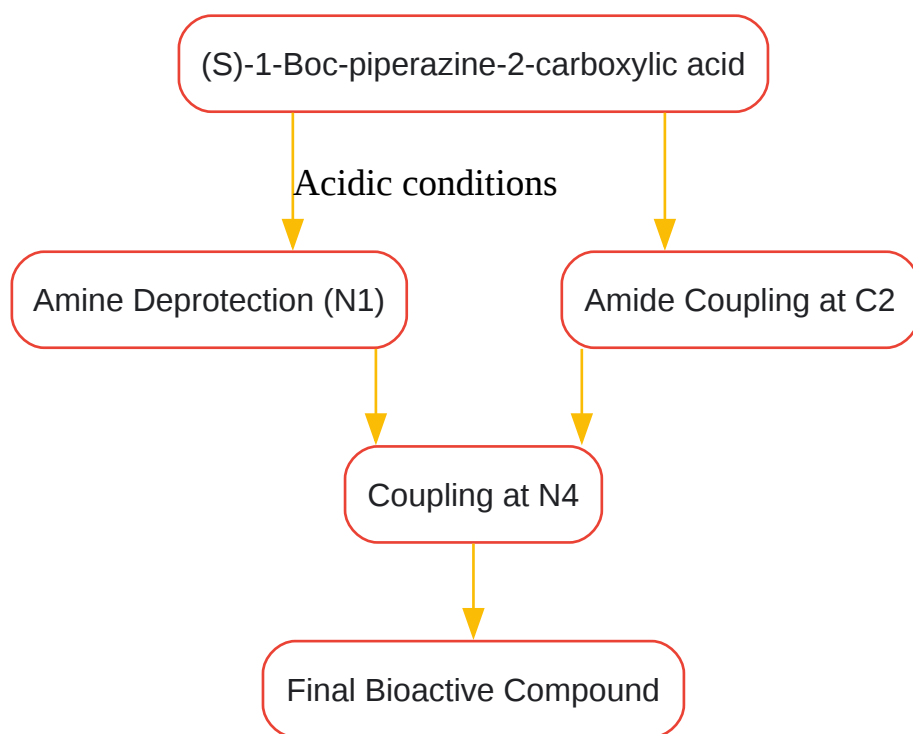 (S)-1-Boc-piperazine-2-carboxylic acid
Acidic conditions
Amine Deprotection (N1)
Amide Coupling at C2
Coupling at N4
Final Bioactive Compound